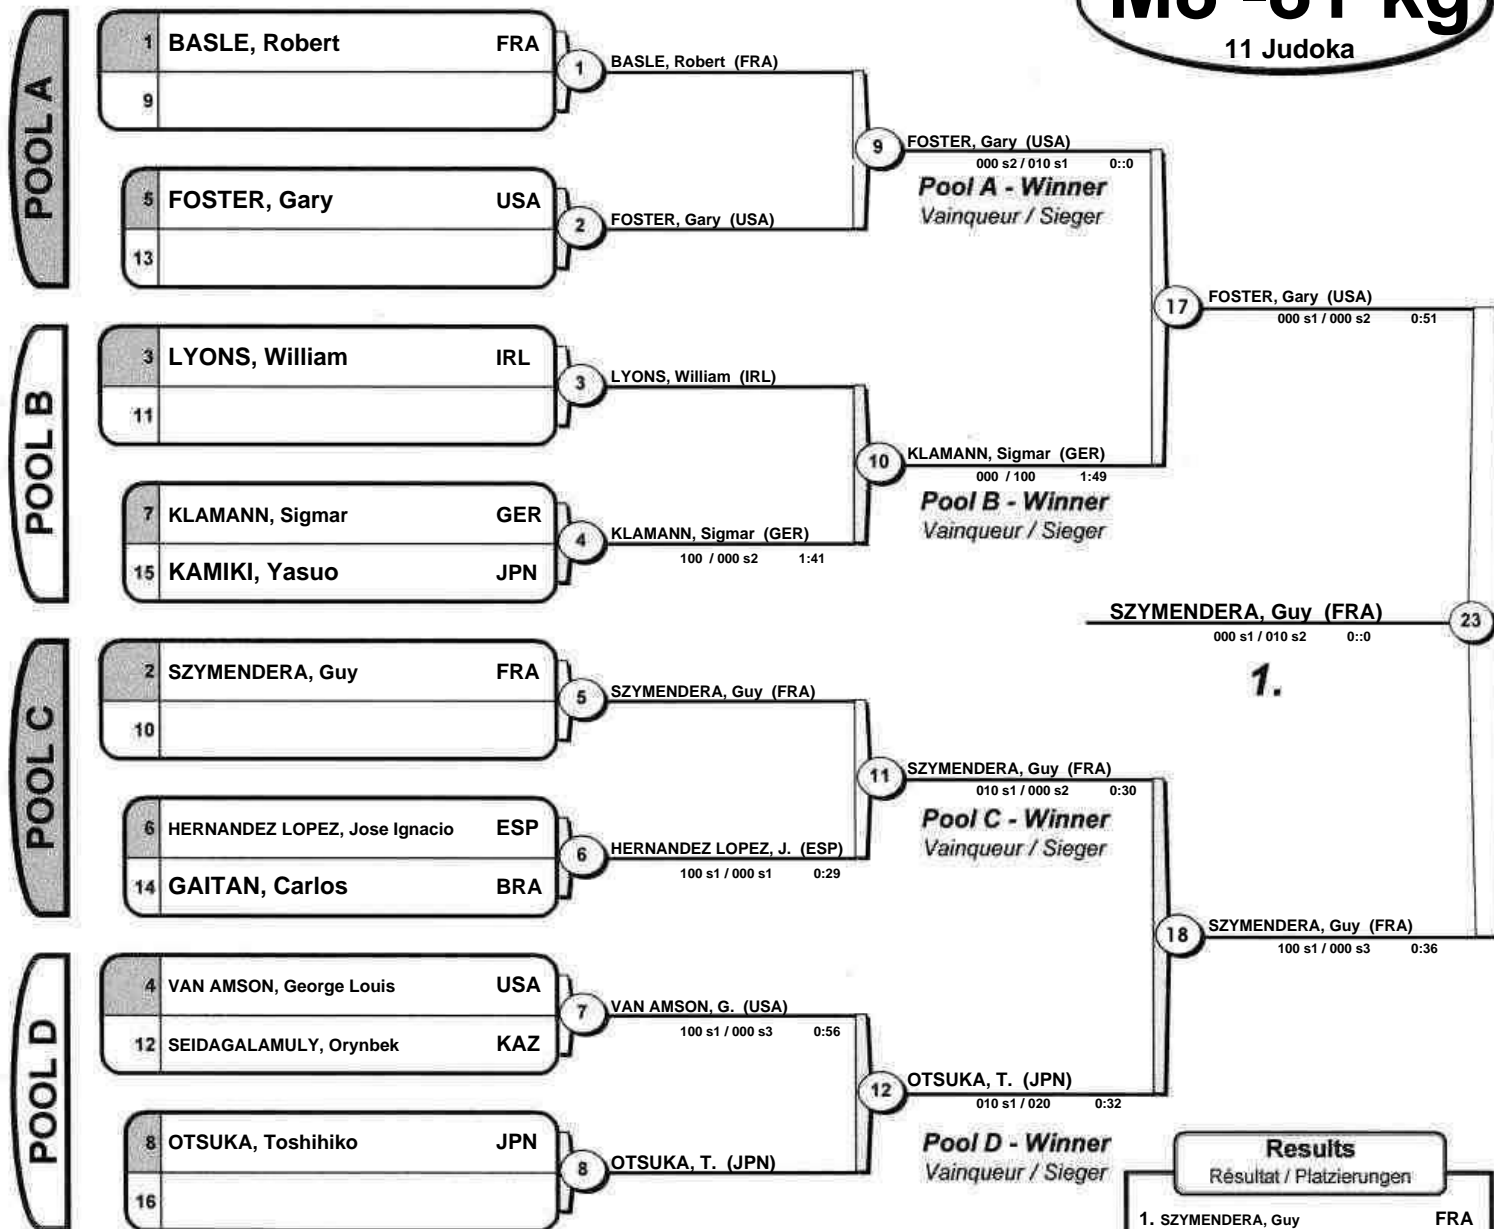 M8 -81 kg
11 Judoka
POOL A
1 BASLE, Robert FRA
9
1 BASLE, Robert (FRA)
5 FOSTER, Gary USA
13
2 FOSTER, Gary (USA)
9 FOSTER, Gary (USA)
000 s2 / 010 s1 0::0
Pool A - Winner
Vainqueur / Sieger
POOL B
3 LYONS, William IRL
11
3 LYONS, William (IRL)
7 KLAMANN, Sigmar GER
15 KAMIKI, Yasuo JPN
4 KLAMANN, Sigmar (GER)
100 / 000 s2 1:41
10 KLAMANN, Sigmar (GER)
000 / 100 1:49
Pool B - Winner
Vainqueur / Sieger
17 FOSTER, Gary (USA)
000 s1 / 000 s2 0:51
POOL C
2 SZYMENDERA, Guy FRA
10
5 SZYMENDERA, Guy (FRA)
6 HERNANDEZ LOPEZ, Jose Ignacio ESP
14 GAITAN, Carlos BRA
6 HERNANDEZ LOPEZ, J. (ESP)
100 s1 / 000 s1 0:29
11 SZYMENDERA, Guy (FRA)
010 s1 / 000 s2 0:30
Pool C - Winner
Vainqueur / Sieger
POOL D
4 VAN AMSON, George Louis USA
12 SEIDAGALAMULY, Orynbek KAZ
7 VAN AMSON, G. (USA)
100 s1 / 000 s3 0:56
8 OTSUKA, Toshihiko JPN
16
8 OTSUKA, T. (JPN)
12 OTSUKA, T. (JPN)
010 s1 / 020 0:32
Pool D - Winner
Vainqueur / Sieger
18 SZYMENDERA, Guy (FRA)
100 s1 / 000 s3 0:36
SZYMENDERA, Guy (FRA) 23
000 s1 / 010 s2 0::0
1.
Results
Résultat / Platzierungen
1. SZYMENDERA, Guy FRA